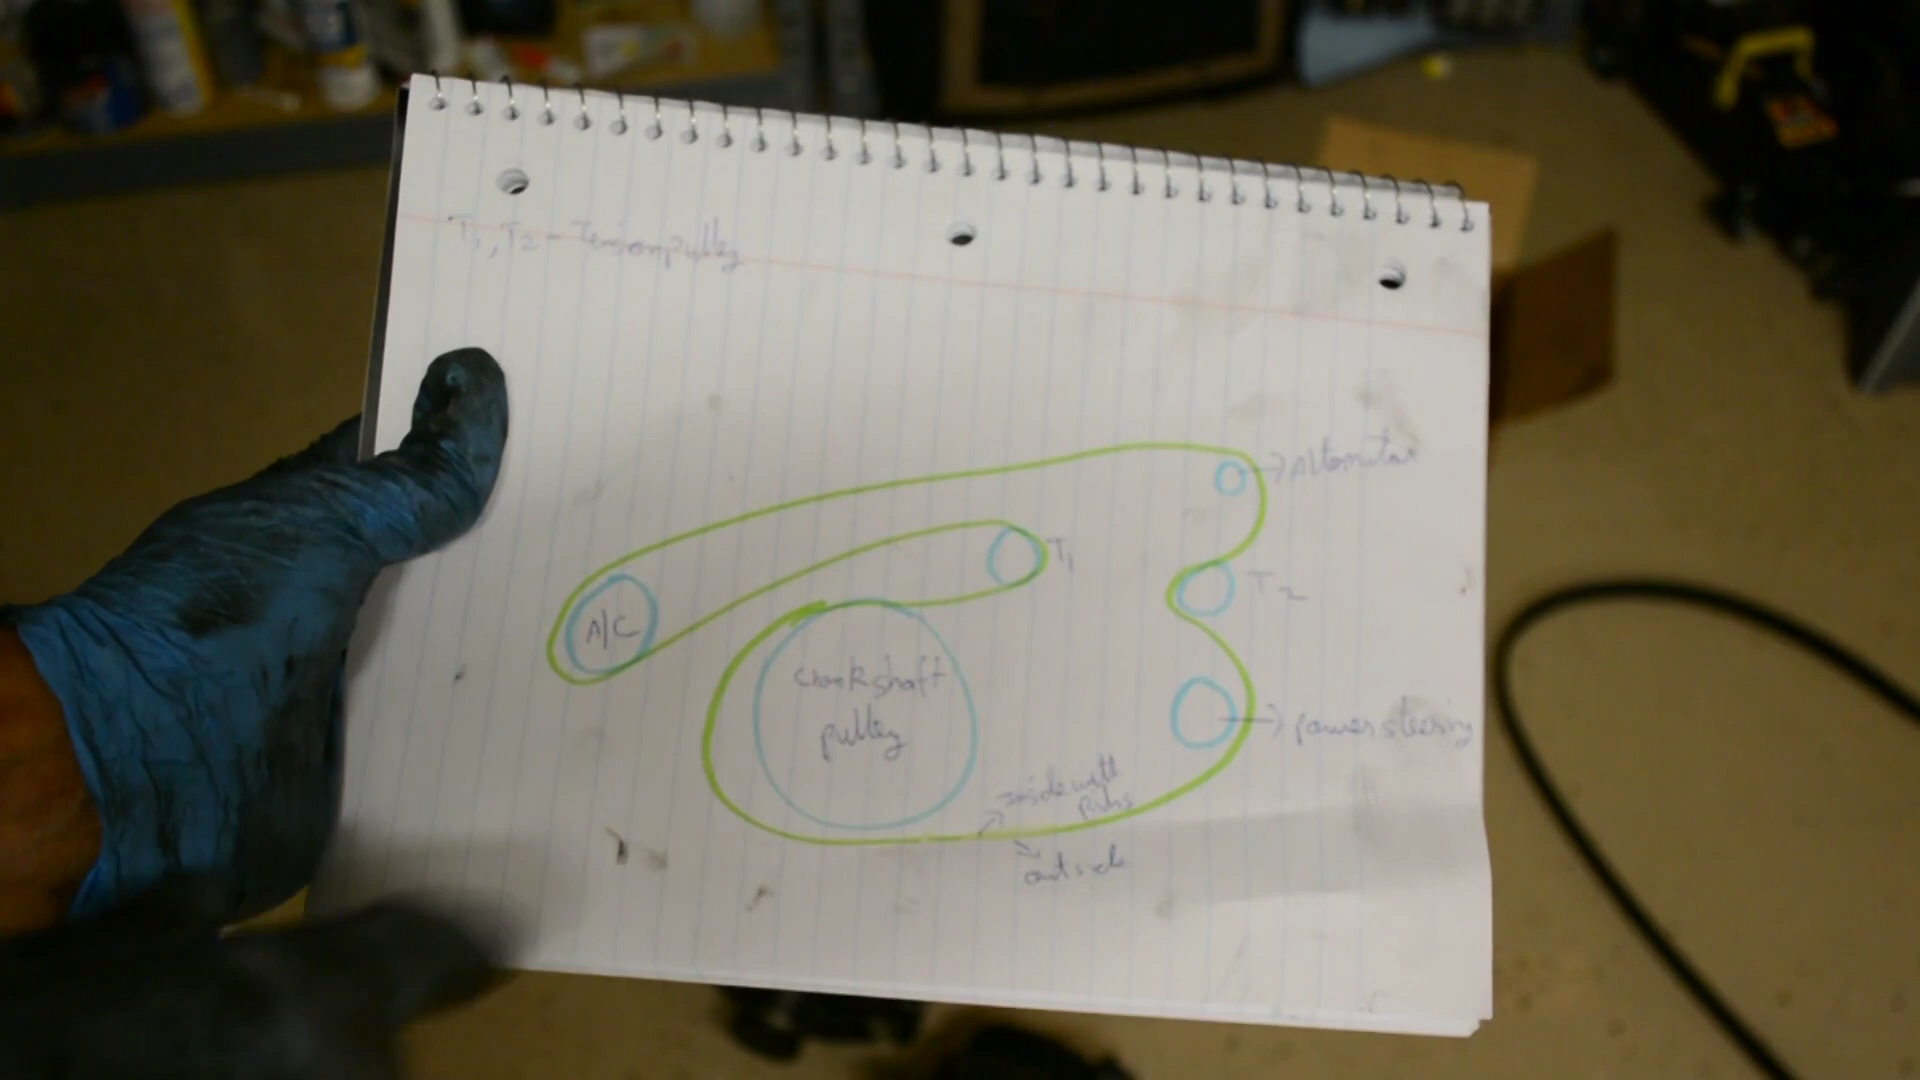 T1, T2 - Tension pulley
Alternator
T1
T2
A/C
crankshaft
pulley
power steering
inside with
Ribs
outside